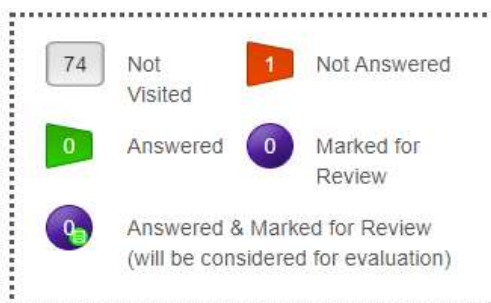 74 Not Visited
1 Not Answered
0 Answered
0 Marked for Review
0 Answered & Marked for Review
(will be considered for evaluation)